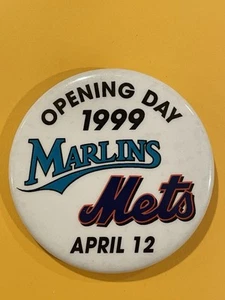 OPENING DAY
1999
MARLINS
Mets
APRIL 12